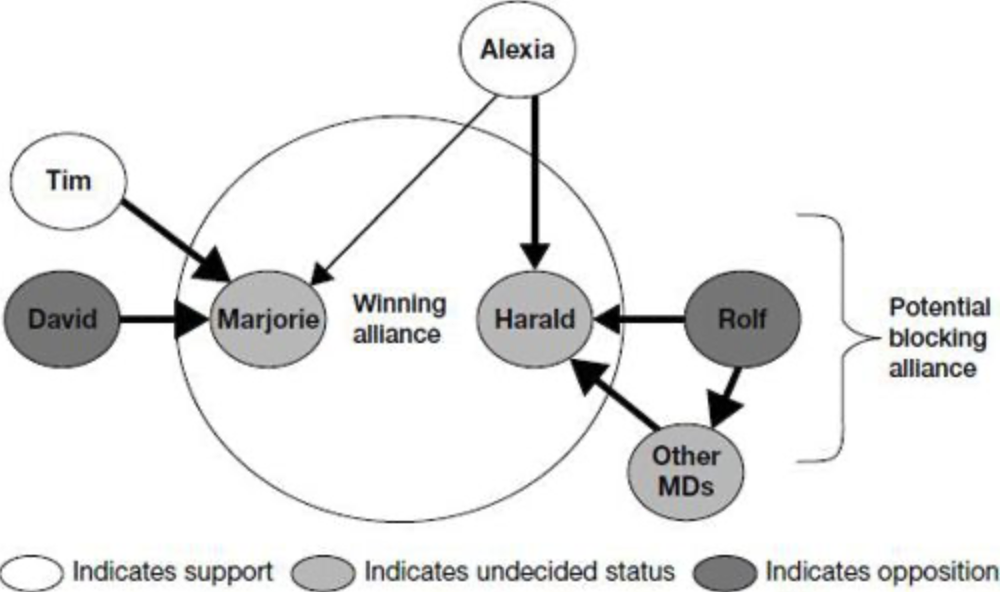 Alexia
Tim
David
Marjorie
Winning
alliance
Harald
Rolf
Potential
blocking
alliance
Other
MDs
Indicates support
Indicates undecided status
Indicates opposition